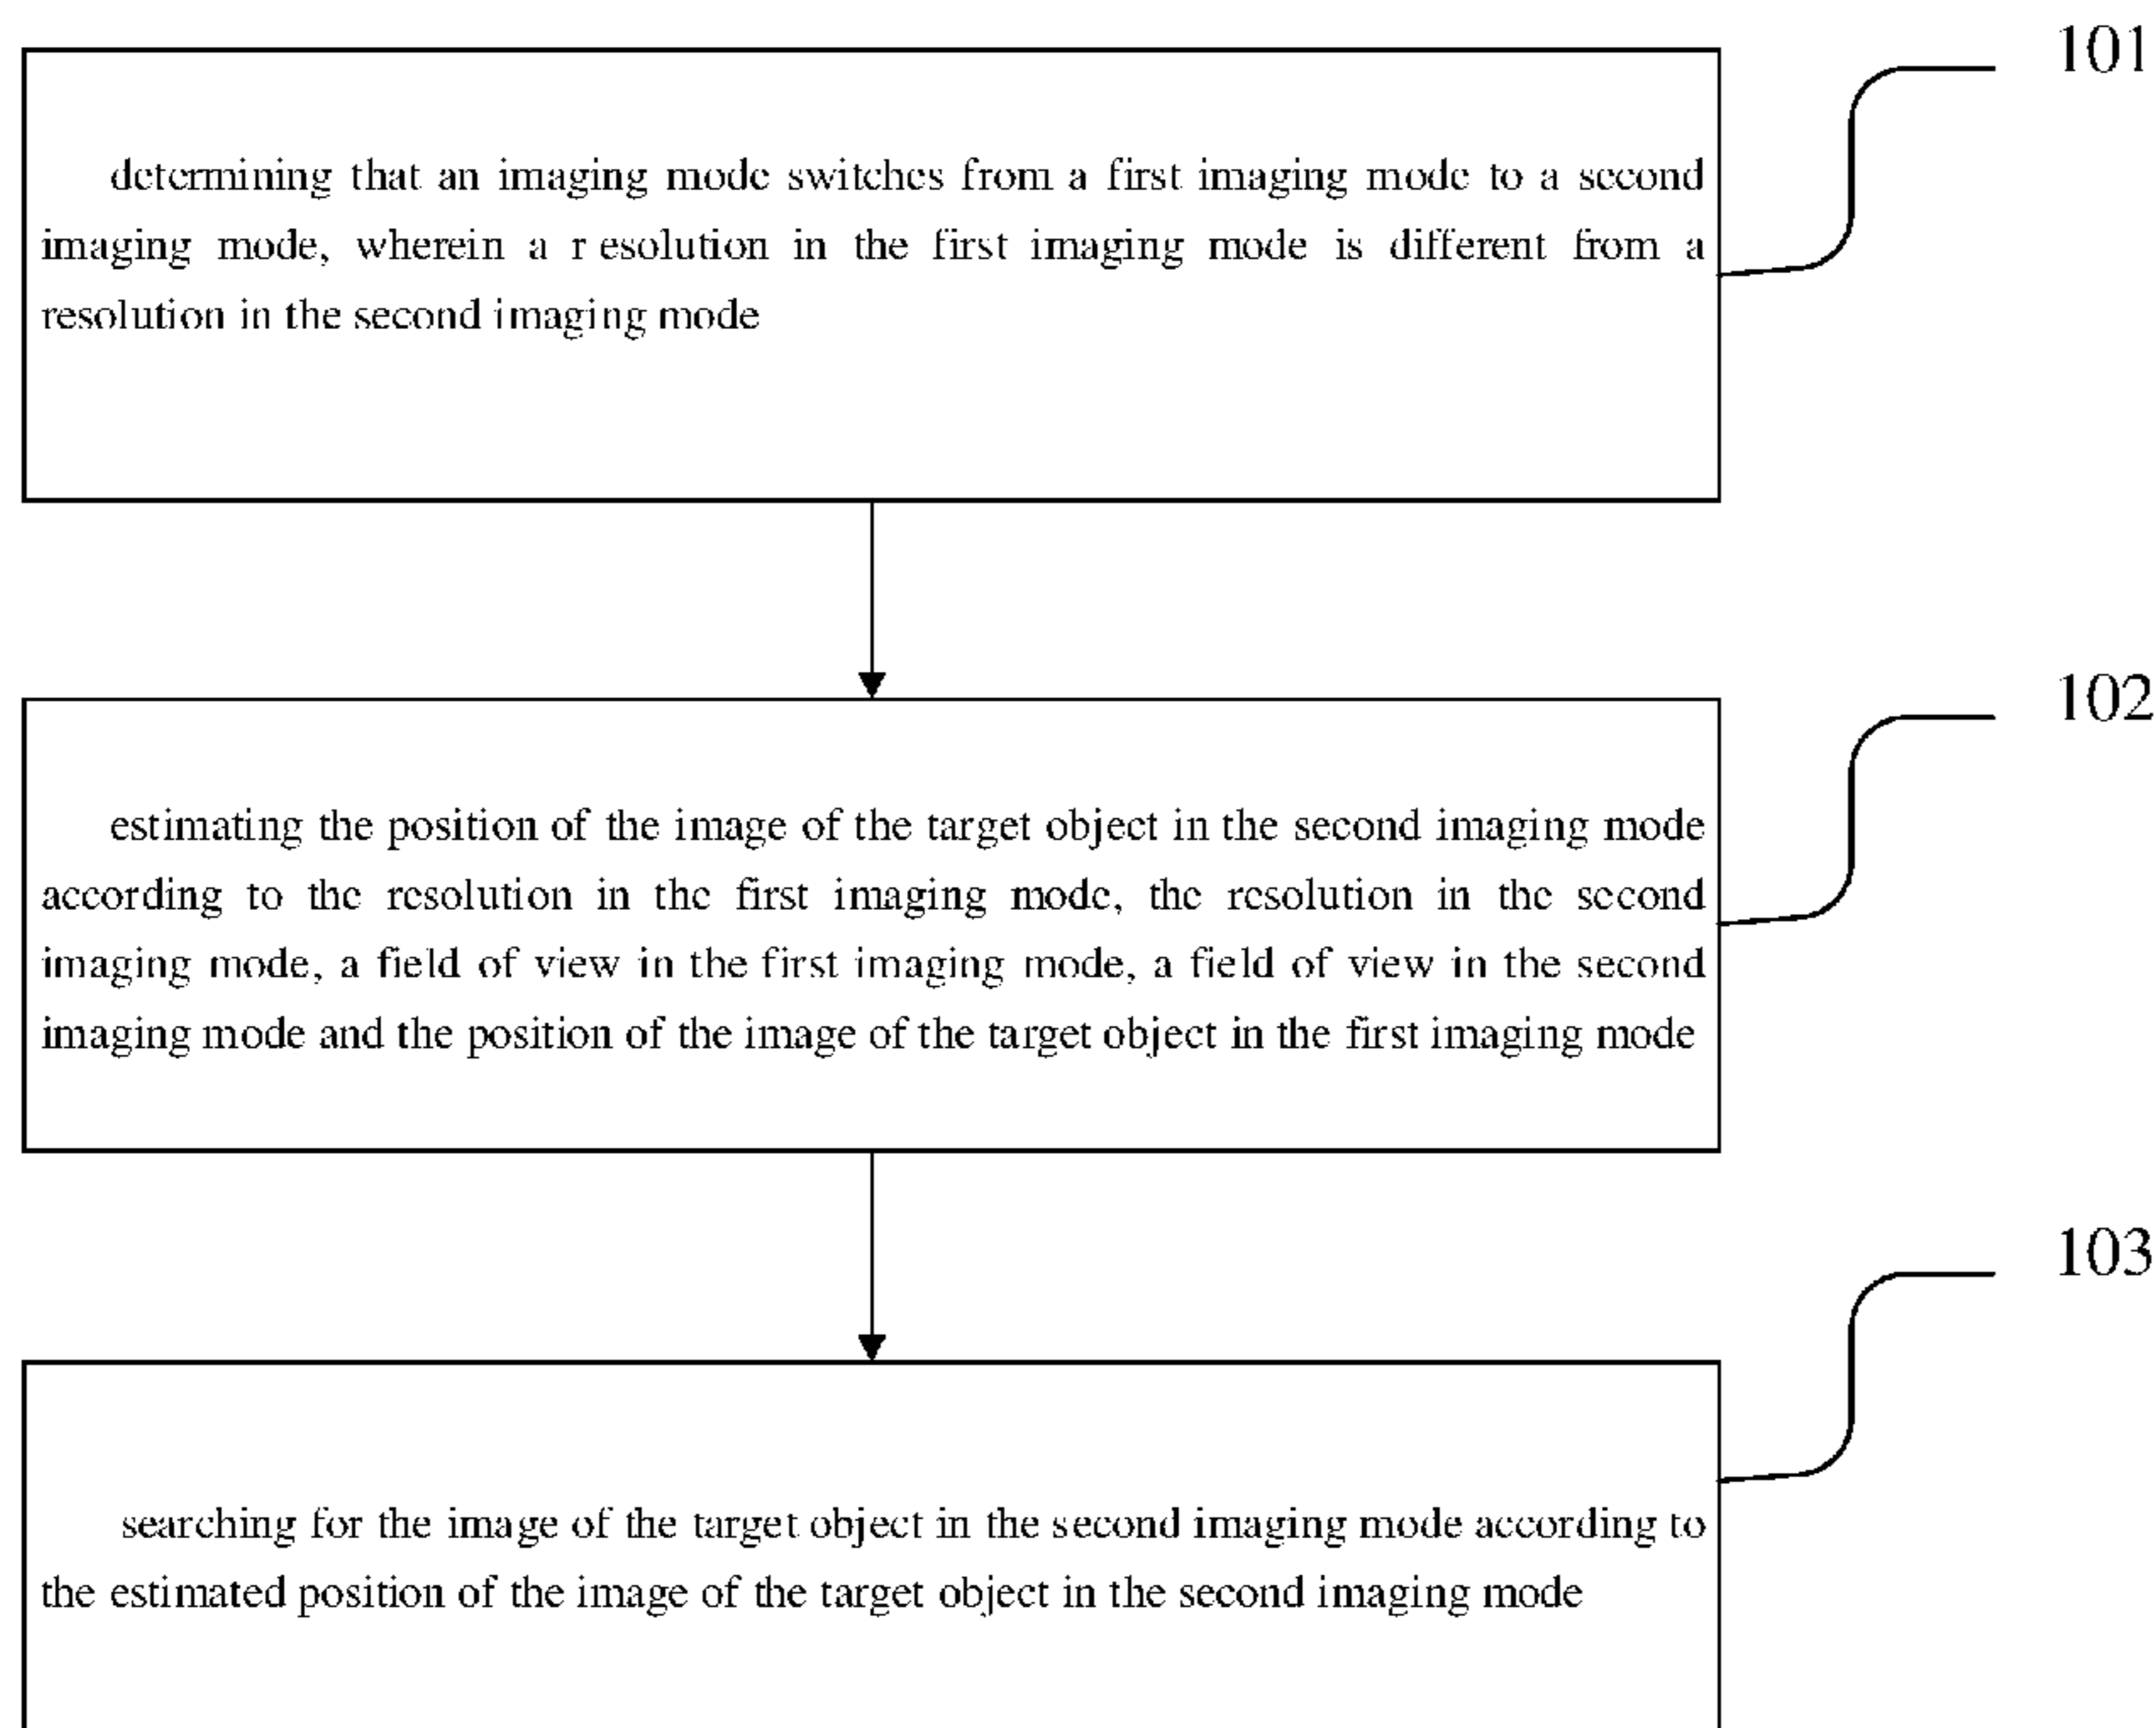 101
determining that an imaging mode switches from a first imaging mode to a second
imaging mode, wherein a r esolution in the first imaging mode is different from a
resolution in the second imaging mode
102
estimating the position of the image of the target object in the second imaging mode
according to the resolution in the first imaging mode, the resolution in the second
imaging mode, a field of view in the first imaging mode, a field of view in the second
imaging mode and the position of the image of the target object in the first imaging mode
103
searching for the image of the target object in the second imaging mode according to
the estimated position of the image of the target object in the second imaging mode